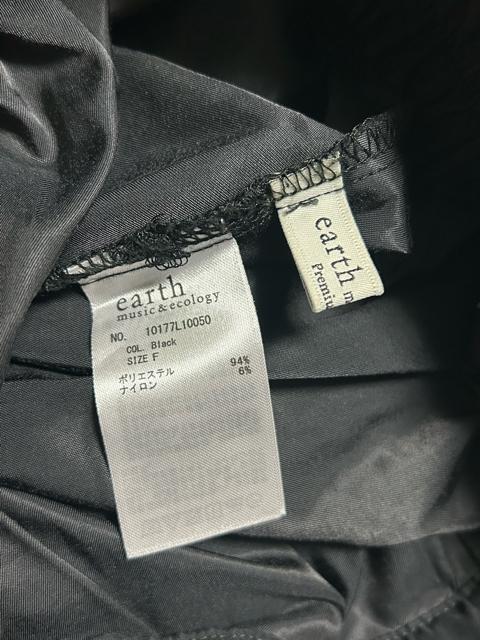 earth
music&ecology
NO. 10177L10050
COL. Black
SIZE F
ポリエステル 94%
ナイロン 6%
earth m
Premiu